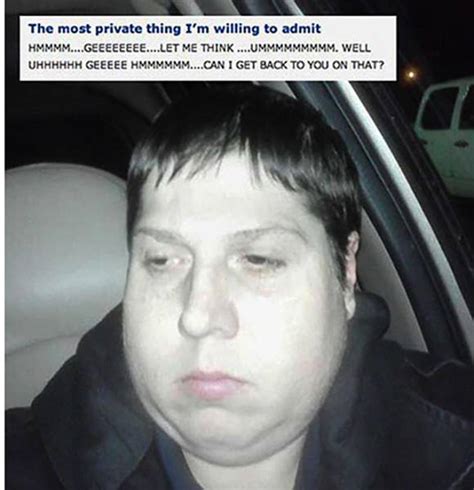 The most private thing I'm willing to admit
HMMMM....GEEEEEEEE....LET ME THINK ....UMMMMMMMMM. WELL
UHHHHHH GEEEEE HMMMMMM....CAN I GET BACK TO YOU ON THAT?